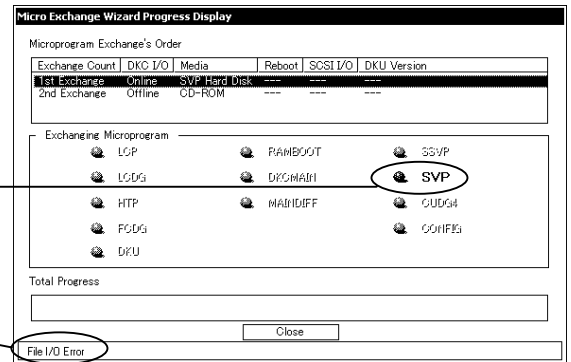 Micro Exchange Wizard Progress Display
Microprogram Exchange's Order
Exchange Count DKC I/O Media Reboot SCSI I/O DKU Version
1st Exchange Online SVP Hard Disk --- --- ---
2nd Exchange Offline CD-ROM --- --- ---
Exchanging Microprogram
LCP RAMBOOT SSVP
LCDG DKCMAIN SVP
HTP MAINDIFF CUDG4
FCDG CONFIG
DKU
Total Progress
Close
File I/O Error